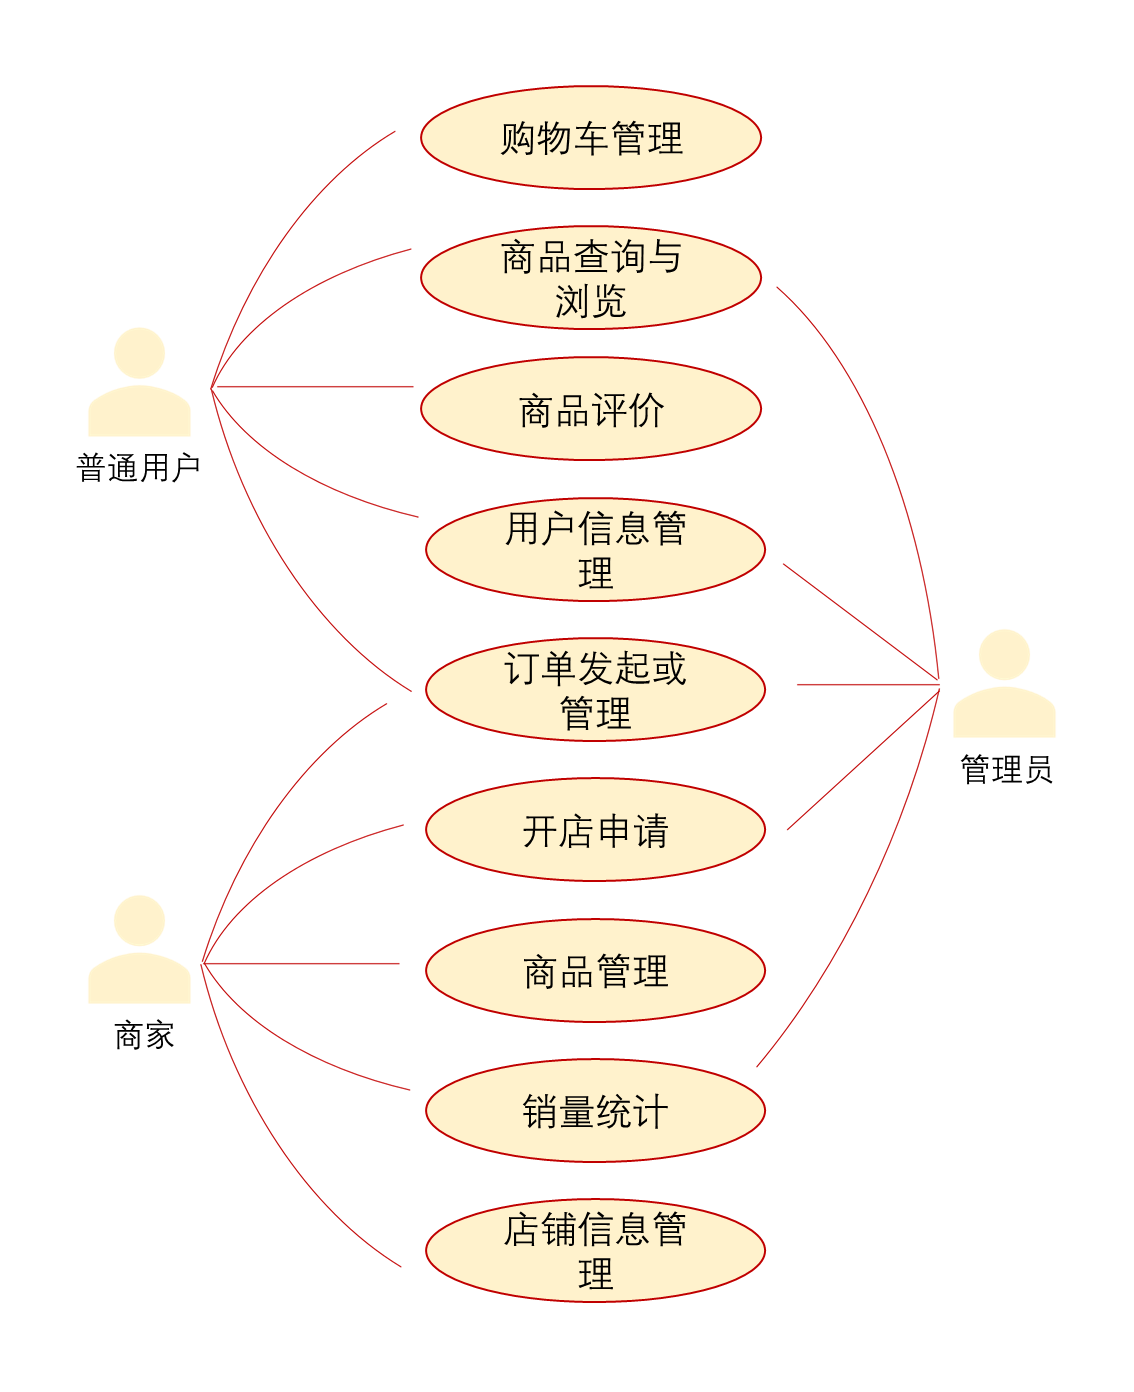 购物车管理
商品查询与
浏览
商品评价
普通用户
用户信息管
理
订单发起或
管理
管理员
开店申请
商品管理
商家
销量统计
店铺信息管
理